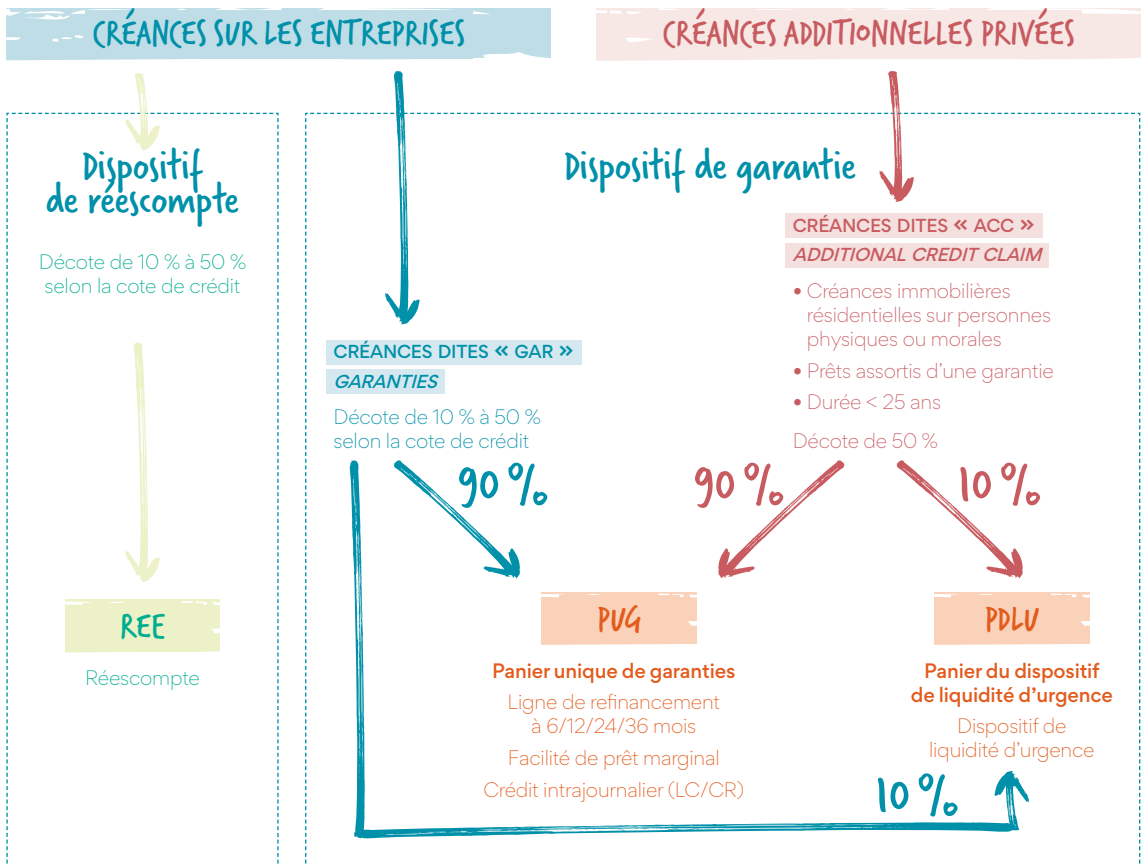 CRÉANCES SUR LES ENTREPRISES
CRÉANCES ADDITIONNELLES PRIVÉES
Dispositif
de réescompte
Décote de 10 % à 50 %
selon la cote de crédit
REE
Réescompte
Dispositif de garantie
CRÉANCES DITES « GAR »
GARANTIES
Décote de 10 % à 50 %
selon la cote de crédit
90 %
CRÉANCES DITES « ACC »
ADDITIONAL CREDIT CLAIM
• Créances immobilières
résidentielles sur personnes
physiques ou morales
• Prêts assortis d’une garantie
• Durée < 25 ans
Décote de 50 %
90 %
10 %
PUG
Panier unique de garanties
Ligne de refinancement
à 6/12/24/36 mois
Facilité de prêt marginal
Crédit intrajournalier (LC/CR)
PDLU
Panier du dispositif
de liquidité d’urgence
Dispositif de
liquidité d’urgence
10 %